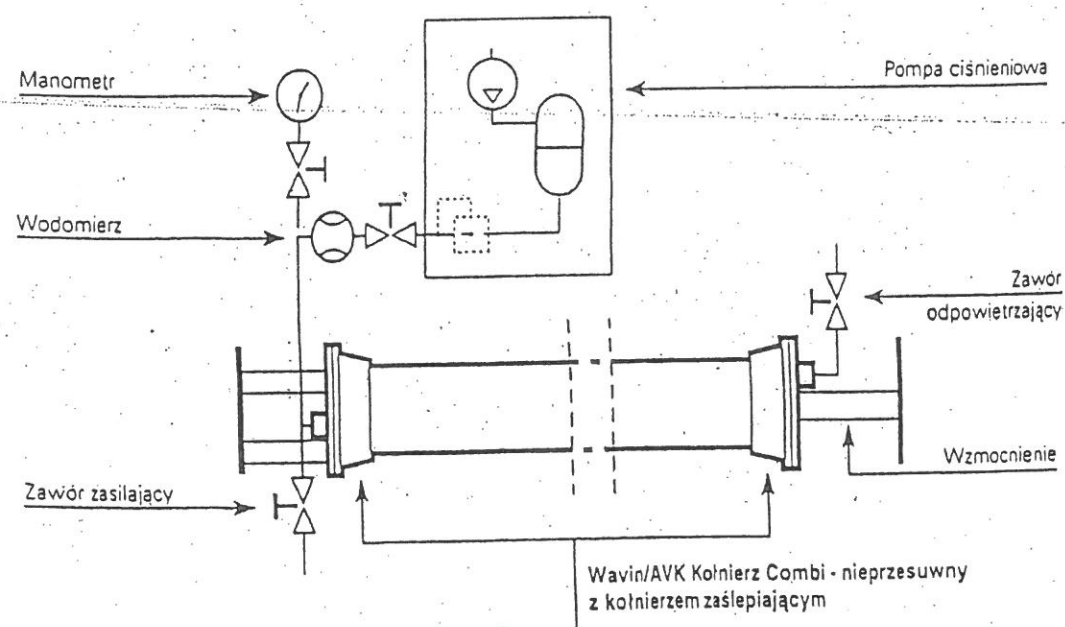 Manometr
Pompa ciśnieniowa
Wodomierz
Zawór
odpowietrzający
Wzmocnienie
Zawór zasilający
Wavin/AVK Kołnierz Combi - nieprzesuwny
z kołnierzem zaślepiającym